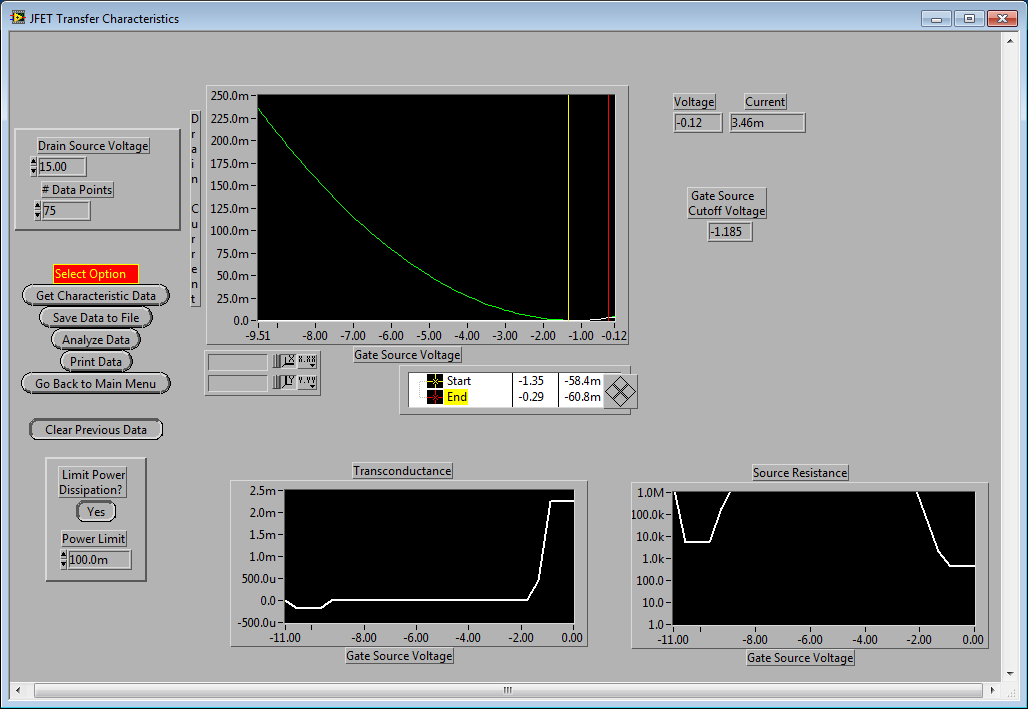 JFET Transfer Characteristics
Drain Source Voltage
15.00
# Data Points
75
Select Option
Get Characteristic Data
Save Data to File
Analyze Data
Print Data
Go Back to Main Menu
Clear Previous Data
Limit Power
Dissipation?
Yes
Power Limit
100.0m
Drain Current
250.0m
225.0m
200.0m
175.0m
150.0m
125.0m
100.0m
75.0m
50.0m
25.0m
0.0
-9.51 -8.00 -7.00 -6.00 -5.00 -4.00 -3.00 -2.00 -1.00 -0.12
Gate Source Voltage
X X.XX
Y Y.YY
Start -1.35 -58.4m
End -0.29 -60.8m
Voltage Current
-0.12 3.46m
Gate Source
Cutoff Voltage
-1.185
Transconductance
2.5m
2.0m
1.5m
1.0m
500.0u
0.0
-500.0u
-11.00 -8.00 -6.00 -4.00 -2.00 0.00
Gate Source Voltage
Source Resistance
1.0M
100.0k
10.0k
1.0k
100.0
10.0
1.0
-11.00 -8.00 -6.00 -4.00 -2.00 0.00
Gate Source Voltage